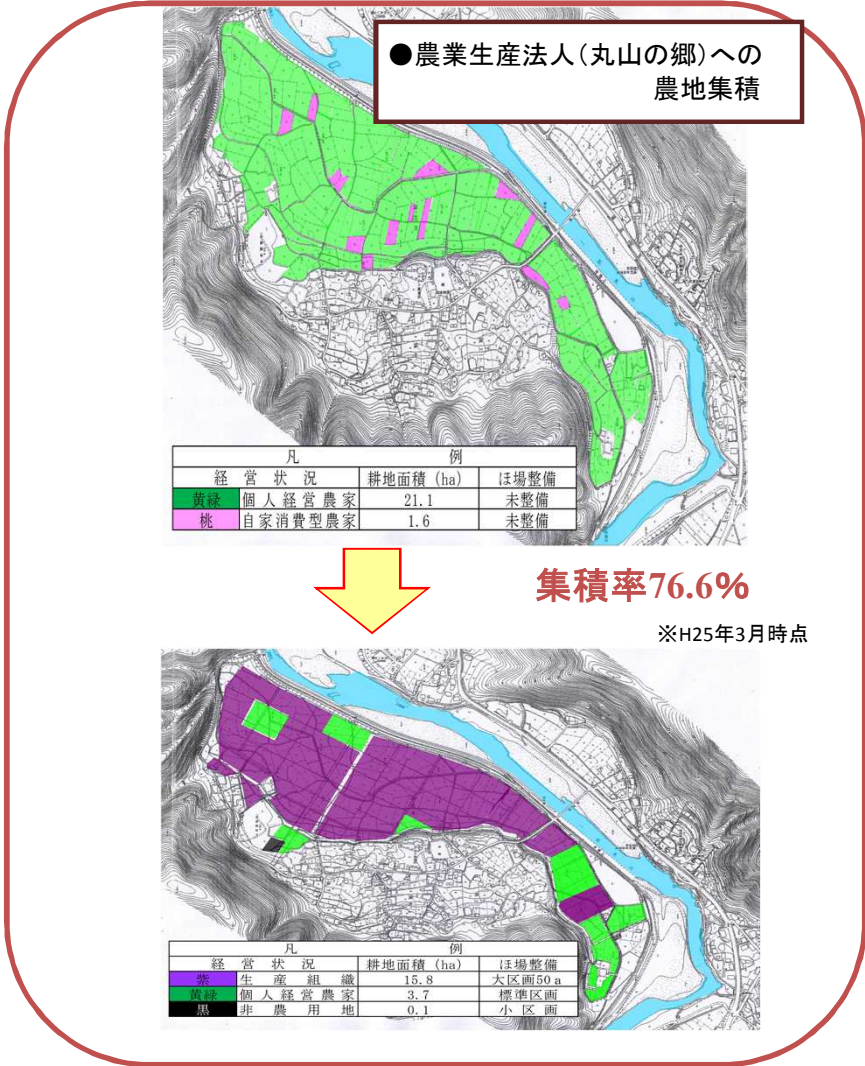 ●農業生産法人(丸山の郷)への
農地集積
凡 例
経営状況 耕地面積 (ha) ほ場整備
黄緑 個人経営農家 21.1 未整備
桃 自家消費型農家 1.6 未整備
集積率76.6%
※H25年3月時点
凡 例
経営状況 耕地面積 (ha) ほ場整備
紫 生産組織 15.8 大区画50a
黄緑 個人経営農家 3.7 標準区画
黒 非農用地 0.1 小区画